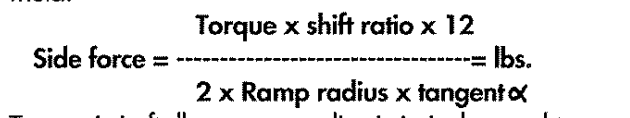 Torque x shift ratio x 12
Side force = ----------------------------------= lbs.
2 x Ramp radius x tangent∝